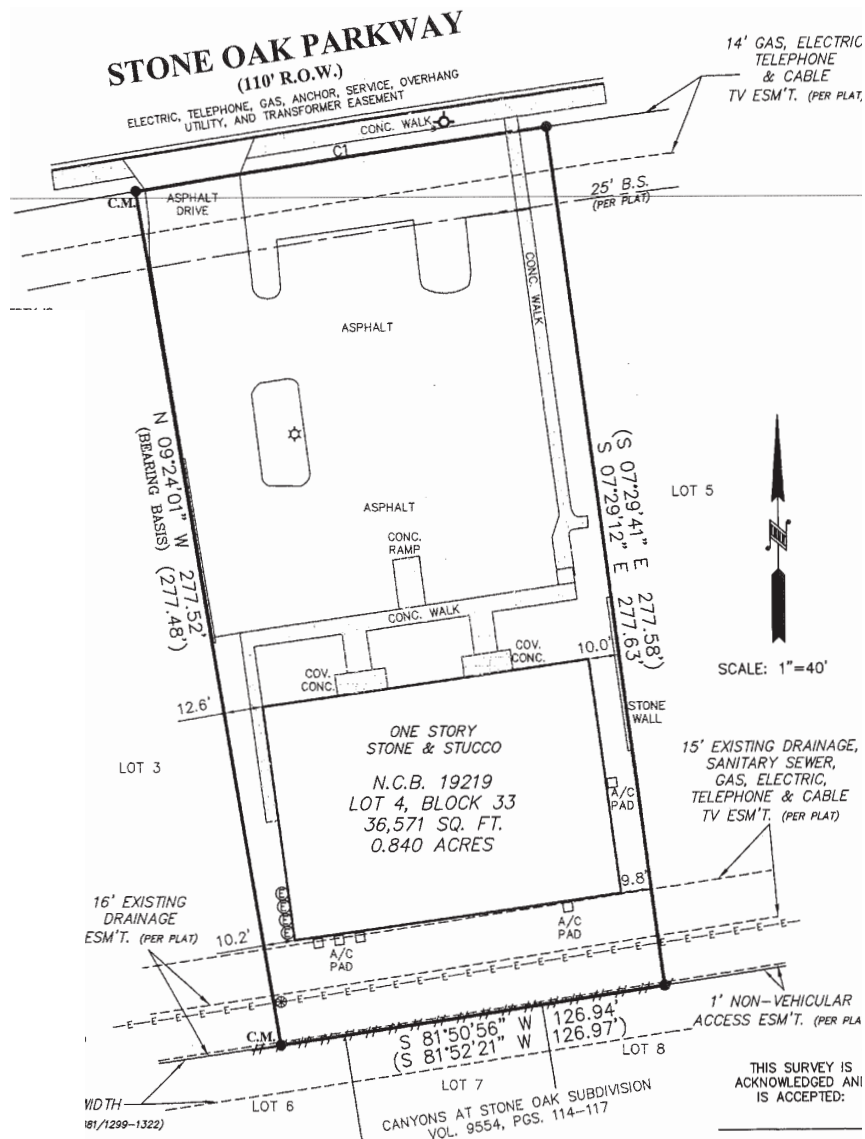 STONE OAK PARKWAY
(110' R.O.W.)
ELECTRIC, TELEPHONE, GAS, ANCHOR, SERVICE, OVERHANG
UTILITY, AND TRANSFORMER EASEMENT
14' GAS, ELECTRIC
TELEPHONE
& CABLE
TV ESM'T. (PER PLAT)
CONC. WALK
C1
C.M.
ASPHALT
DRIVE
25' B.S.
(PER PLAT)
CONC. WALK
ASPHALT
N 09°24'01" W 277.52'
(BEARING BASIS) (277.48')
(S 07°29'41" E 277.58')
S 07°29'12" E 277.63'
LOT 5
ASPHALT
CONC.
RAMP
CONC. WALK
SCALE: 1"=40'
COV.
CONC.
COV.
CONC.
10.0'
12.6'
STONE
WALL
ONE STORY
STONE & STUCCO
N.C.B. 19219
LOT 4, BLOCK 33
36,571 SQ. FT.
0.840 ACRES
LOT 3
15' EXISTING DRAINAGE,
SANITARY SEWER,
GAS, ELECTRIC,
TELEPHONE & CABLE
TV ESM'T. (PER PLAT)
A/C
PAD
9.8'
16' EXISTING
DRAINAGE
ESM'T. (PER PLAT)
10.2'
E
E
E
E
A/C
PAD
A/C
PAD
E E E E E E E E E E E E
C.M.
S 81°50'56" W 126.94'
(S 81°52'21" W 126.97')
1' NON-VEHICULAR
ACCESS ESM'T. (PER PLA
LOT 6
LOT 7
LOT 8
WIDTH
81/1299-1322)
CANYONS AT STONE OAK SUBDIVISION
VOL. 9554, PGS. 114-117
THIS SURVEY IS
ACKNOWLEDGED AND
IS ACCEPTED: